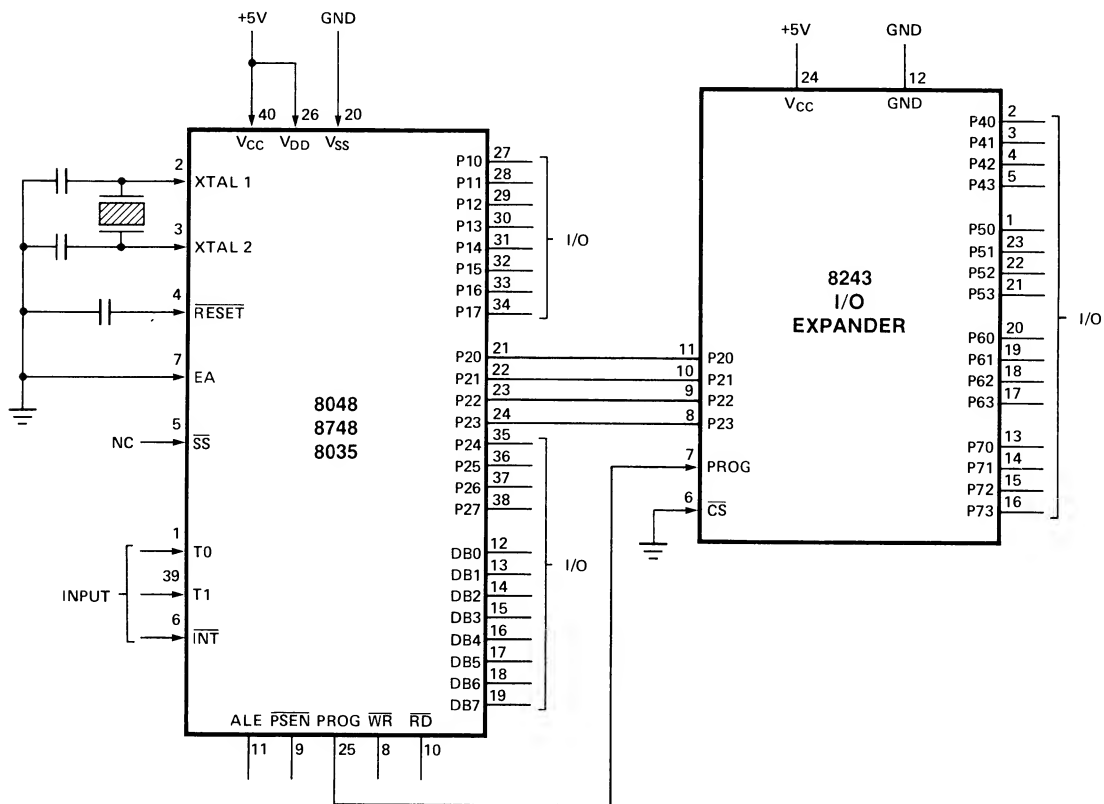 +5V
GND
40
26
20
VCC
VDD
VSS
2
XTAL 1
3
XTAL 2
4
RESET
7
EA
5
NC
SS
1
T0
39
T1
INPUT
6
INT
8048
8748
8035
P10 27
P11 28
P12 29
P13 30
P14 31
P15 32
P16 33
P17 34
I/O
P20 21
P21 22
P22 23
P23 24
P24 35
P25 36
P26 37
P27 38
DB0 12
DB1 13
DB2 14
DB3 15
DB4 16
DB5 17
DB6 18
DB7 19
I/O
ALE PSEN PROG WR RD
11 9 25 8 10
+5V
GND
24
12
VCC
GND
8243
I/O
EXPANDER
11 P20
10 P21
9 P22
8 P23
7 PROG
6 CS
P40 2
P41 3
P42 4
P43 5
P50 1
P51 23
P52 22
P53 21
P60 20
P61 19
P62 18
P63 17
P70 13
P71 14
P72 15
P73 16
I/O